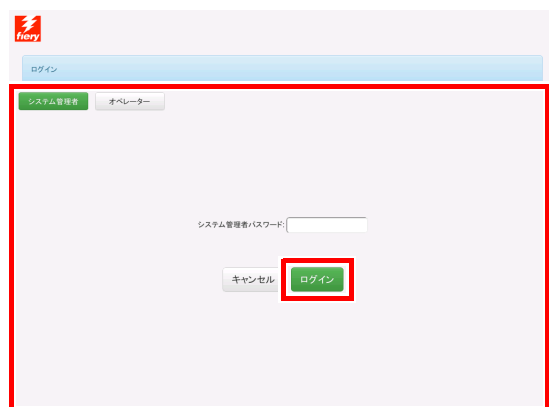 fiery
ログイン
システム管理者 オペレーター
システム管理者パスワード:
キャンセル ログイン